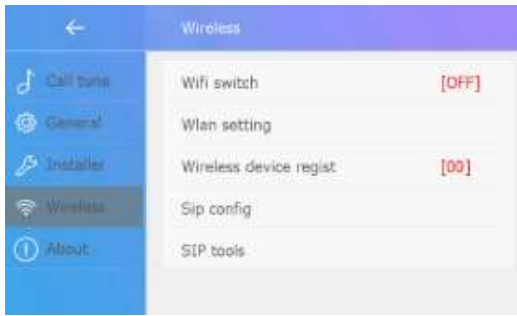 Wireless
Call tune
General
Installer
Wireless
About
Wifi switch [OFF]
Wlan setting
Wireless device regist [00]
Sip config
SIP tools